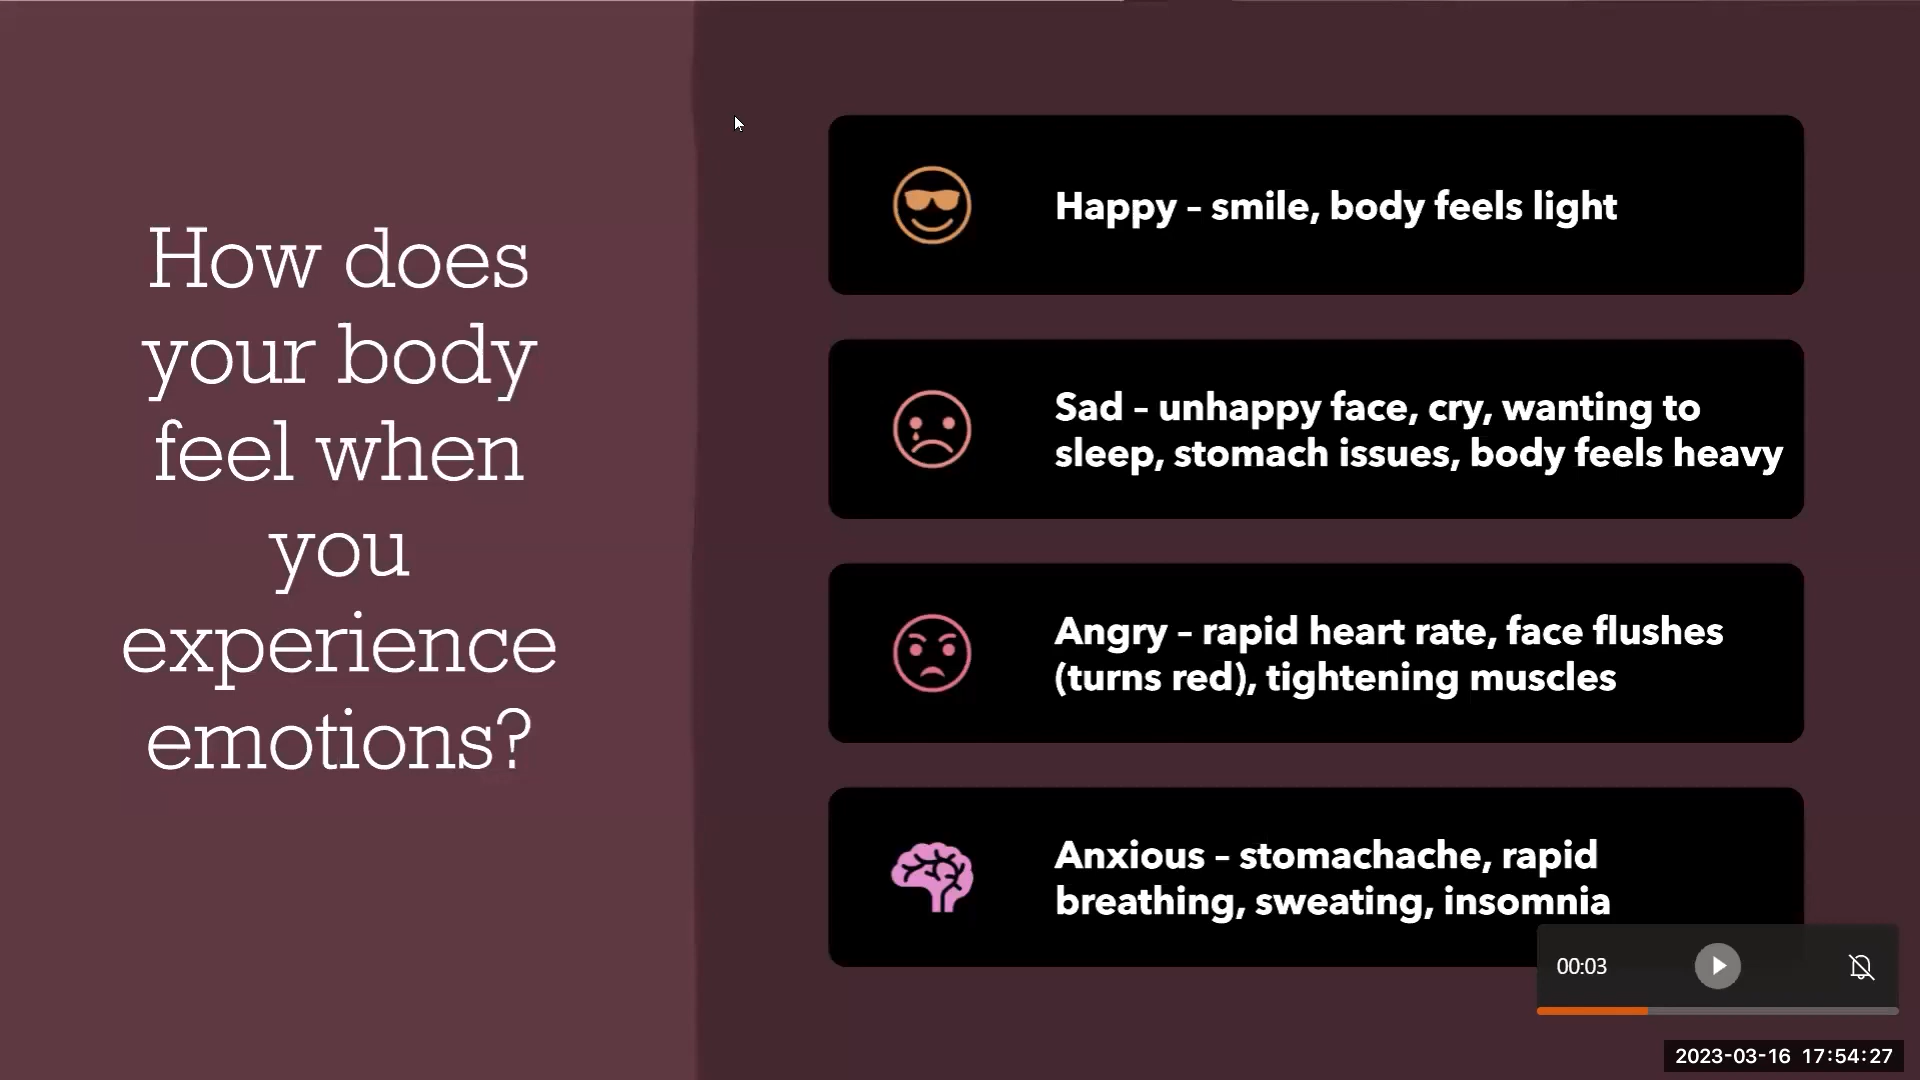 How does
your body
feel when
you
experience
emotions?
Happy – smile, body feels light
Sad – unhappy face, cry, wanting to
sleep, stomach issues, body feels heavy
Angry – rapid heart rate, face flushes
(turns red), tightening muscles
Anxious – stomachache, rapid
breathing, sweating, insomnia
00:03
2023-03-16 17:54:27